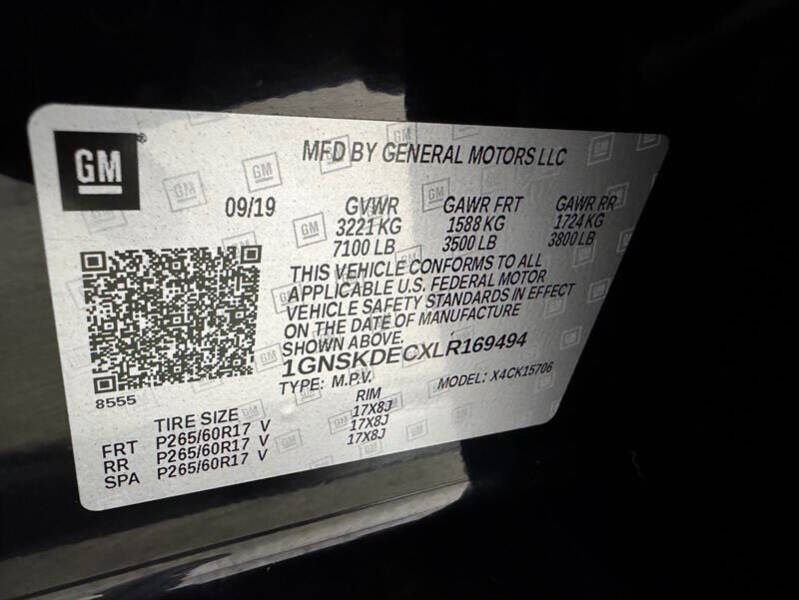 GM
MFD BY GENERAL MOTORS LLC
09/19 GVWR GAWR FRT GAWR RR
3221 KG 1588 KG 1724 KG
7100 LB 3500 LB 3800 LB
THIS VEHICLE CONFORMS TO ALL
APPLICABLE U.S. FEDERAL MOTOR
VEHICLE SAFETY STANDARDS IN EFFECT
ON THE DATE OF MANUFACTURE
SHOWN ABOVE.
1GNSKDECXLR169494
TYPE: M.P.V. MODEL: X4CK15706
8555
TIRE SIZE RIM
FRT P265/60R17 V 17X8J
RR P265/60R17 V 17X8J
SPA P265/60R17 V 17X8J